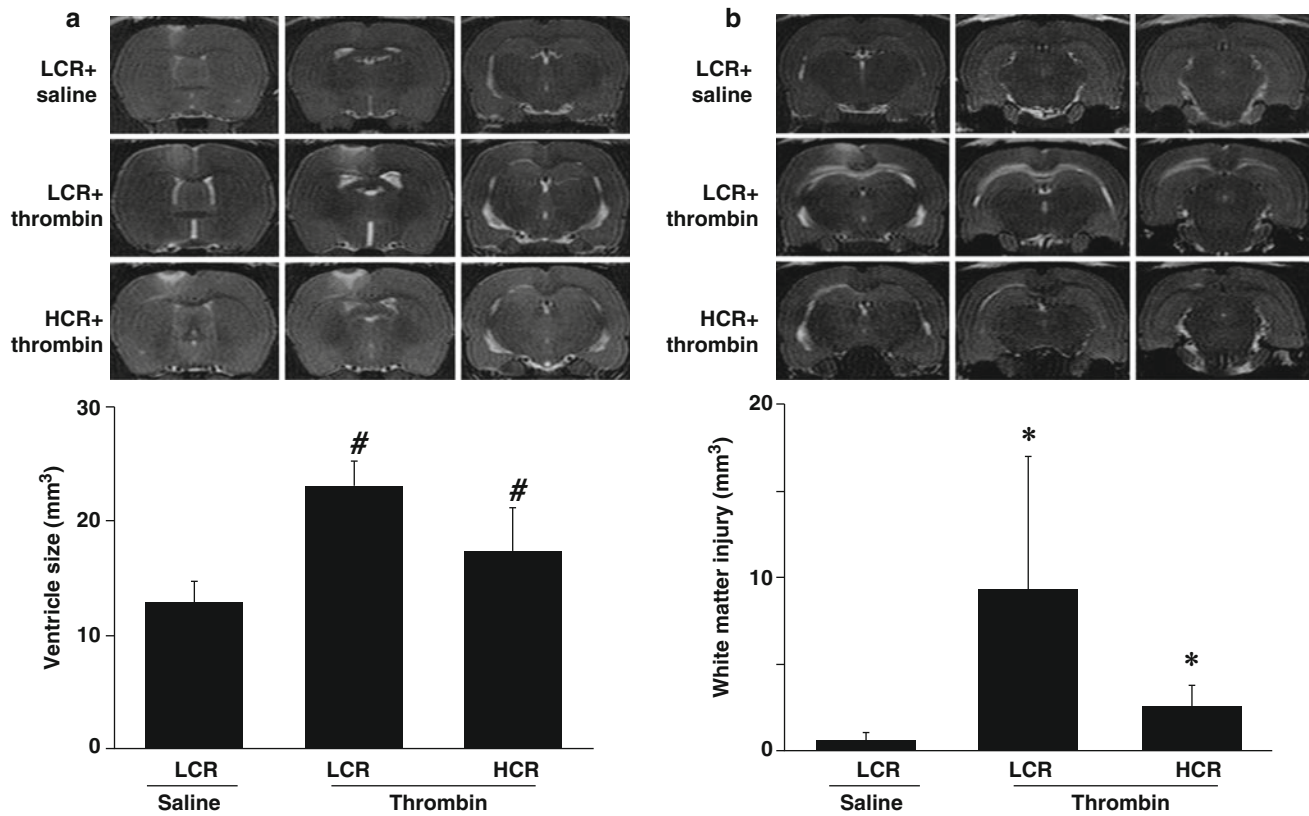 a
LCR+
saline
LCR+
thrombin
HCR+
thrombin
30
20
10
0
Ventricle size (mm³)
#
#
LCR
LCR
HCR
Saline
Thrombin
b
LCR+
saline
LCR+
thrombin
HCR+
thrombin
20
10
0
White matter injury (mm³)
*
*
LCR
LCR
HCR
Saline
Thrombin